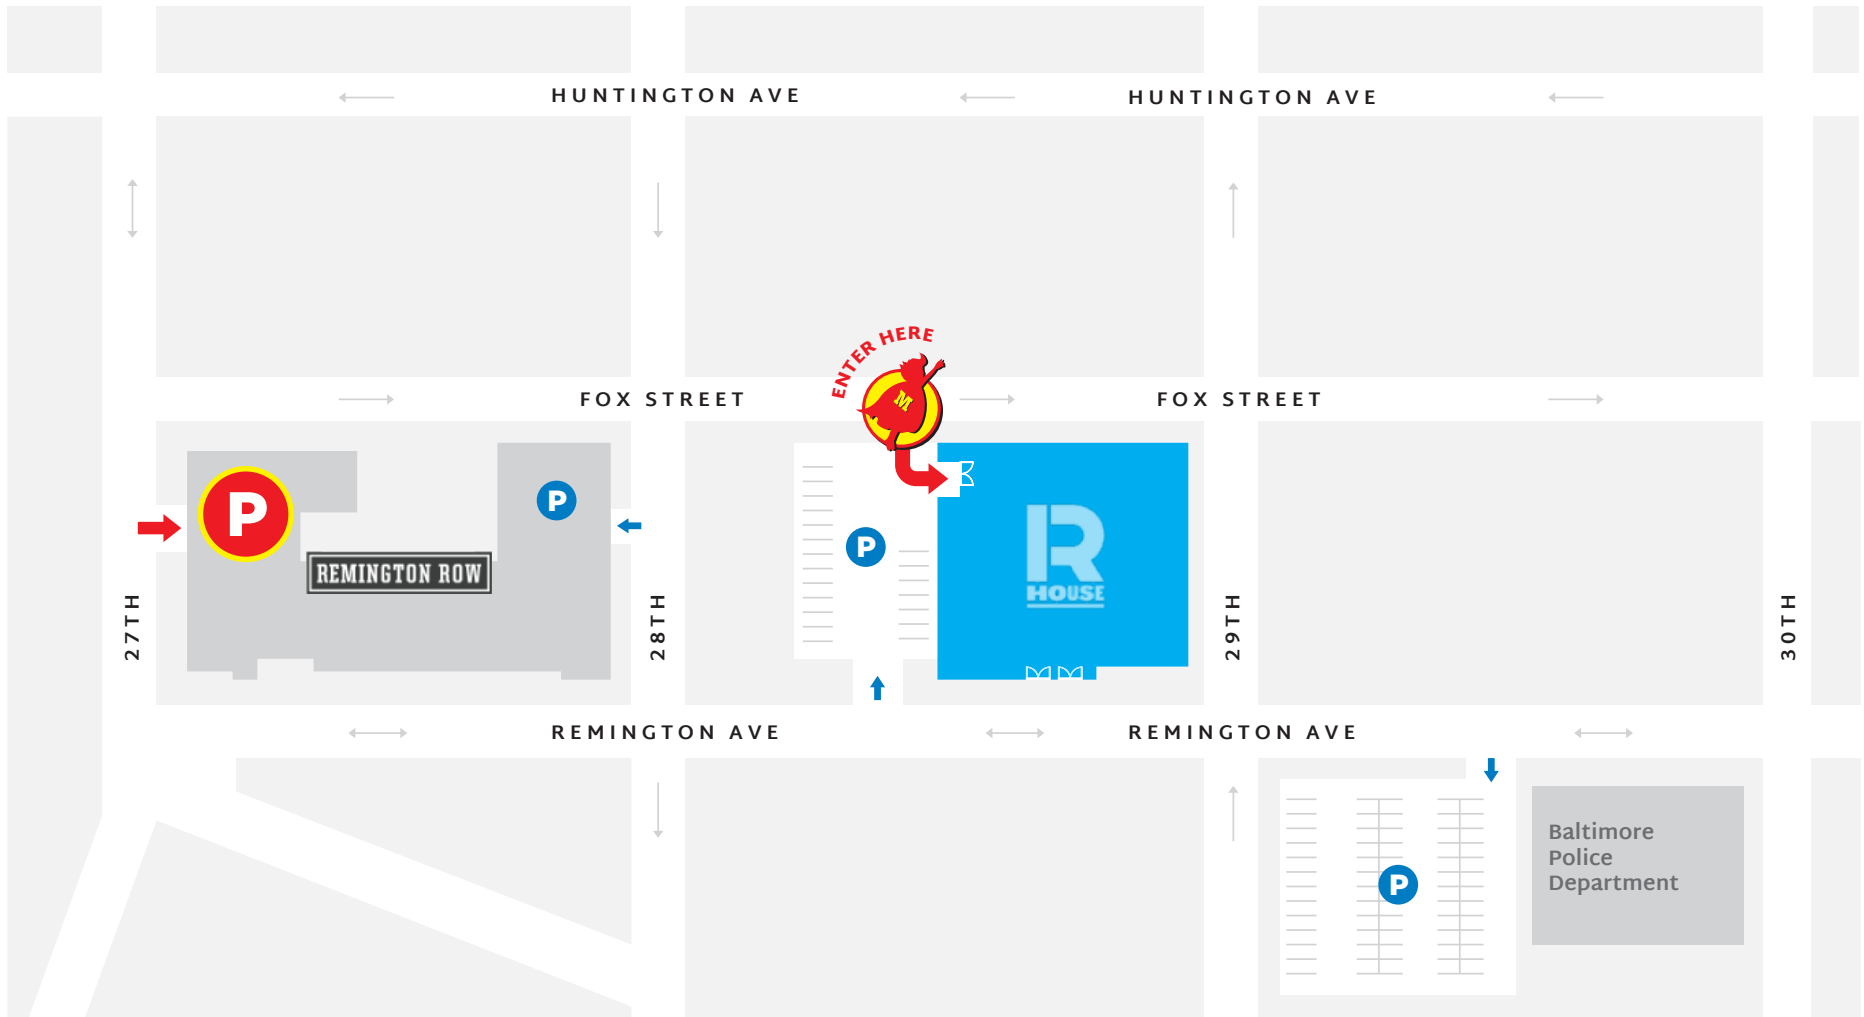 HUNTINGTON AVE
HUNTINGTON AVE
ENTER HERE
M
FOX STREET
FOX STREET
P
P
P
REMINGTON ROW
R
HOUSE
27TH
28TH
29TH
30TH
REMINGTON AVE
REMINGTON AVE
Baltimore
Police
Department
P